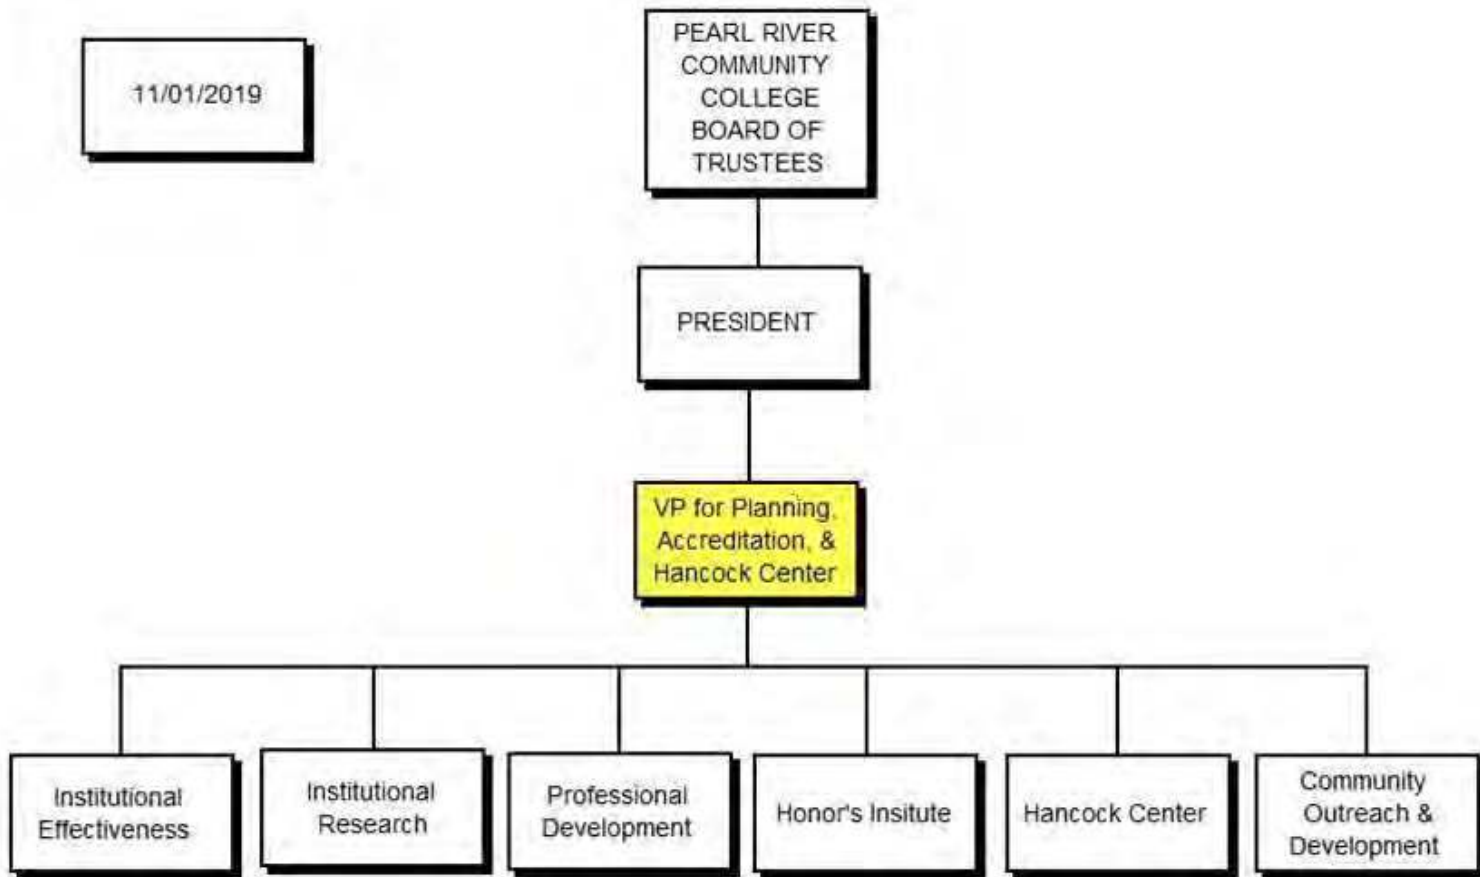 11/01/2019
PEARL RIVER
COMMUNITY
COLLEGE
BOARD OF
TRUSTEES
PRESIDENT
VP for Planning,
Accreditation, &
Hancock Center
Institutional
Effectiveness
Institutional
Research
Professional
Development
Honor's Insitute
Hancock Center
Community
Outreach &
Development